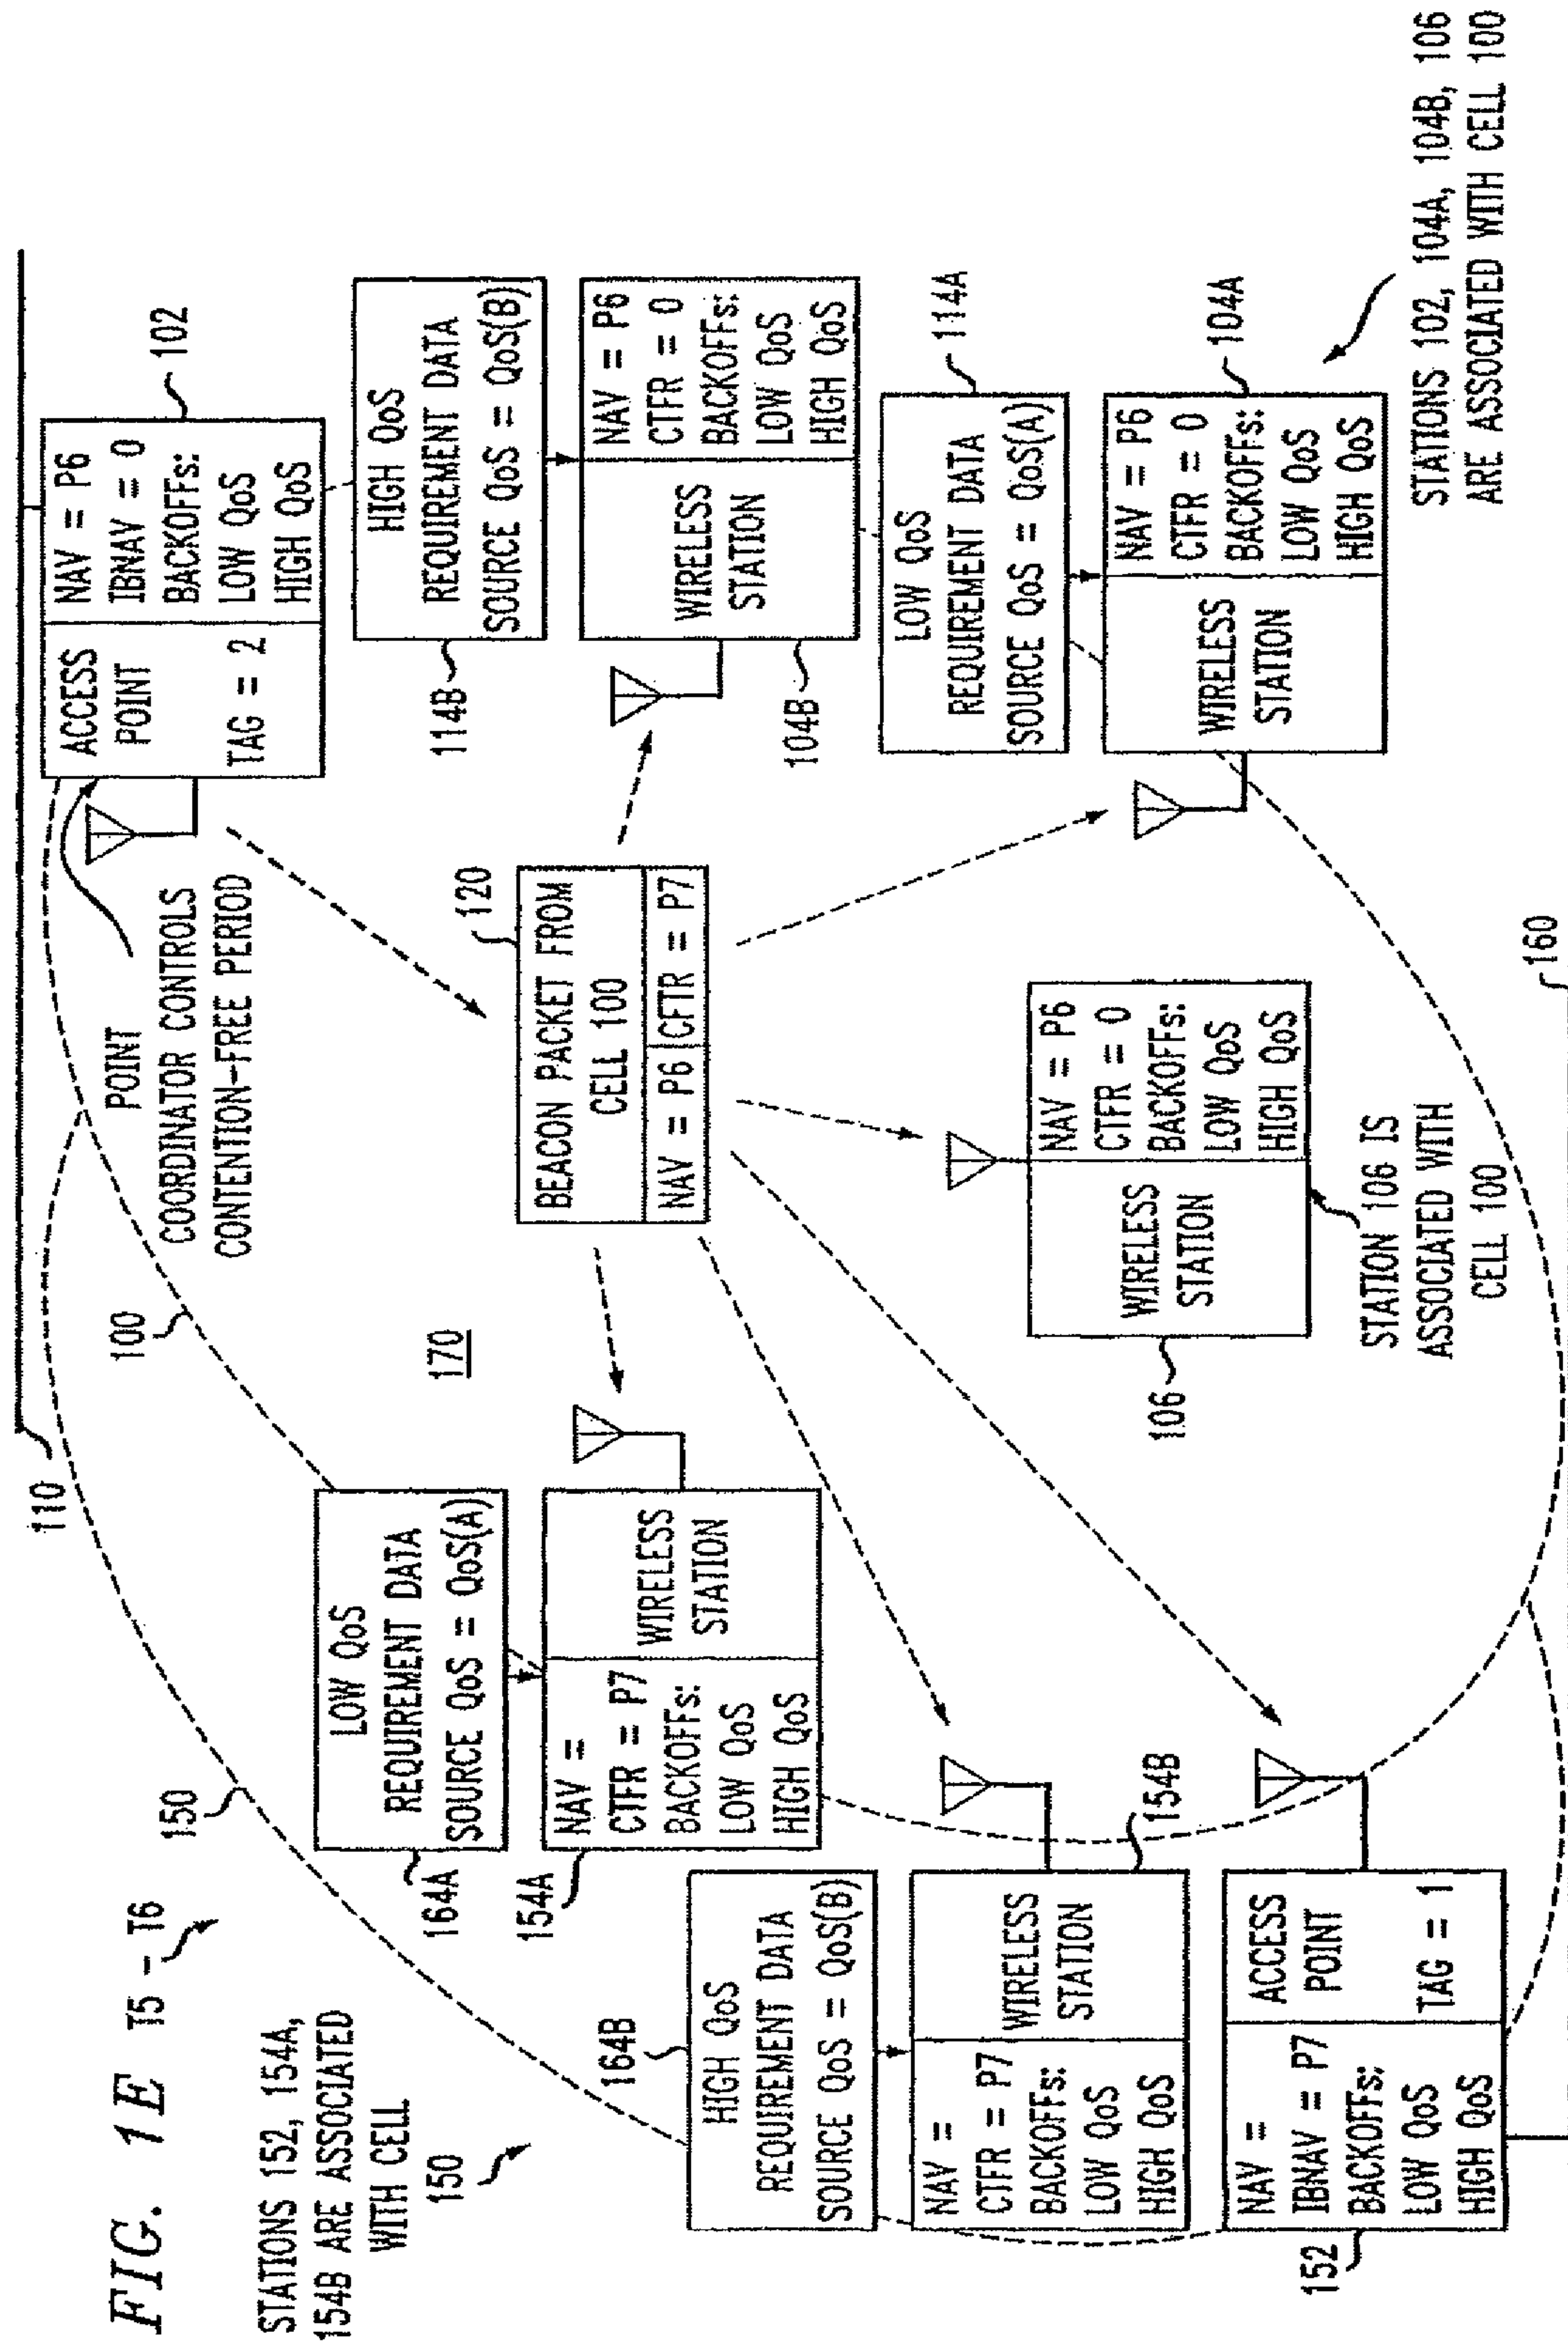 FIG. 1E T5 - T6
STATIONS 152, 154A,
154B ARE ASSOCIATED
WITH CELL
150
110
150
100
170
POINT
COORDINATOR CONTROLS
CONTENTION-FREE PERIOD
ACCESS
POINT
TAG = 2
NAV = P6
IBNAV = 0
BACKOFFs:
LOW QoS
HIGH QoS
102
HIGH QoS
REQUIREMENT DATA
SOURCE QoS = QoS(B)
114B
WIRELESS
STATION
NAV = P6
CTFR = 0
BACKOFFs:
LOW QoS
HIGH QoS
104B
LOW QoS
REQUIREMENT DATA
SOURCE QoS = QoS(A)
114A
WIRELESS
STATION
NAV = P6
CTFR = 0
BACKOFFs:
LOW QoS
HIGH QoS
104A
STATIONS 102, 104A, 104B, 106
ARE ASSOCIATED WITH CELL 100
120
BEACON PACKET FROM
CELL 100
NAV = P6
CFTR = P7
WIRELESS
STATION
NAV = P6
CTFR = 0
BACKOFFs:
LOW QoS
HIGH QoS
106
STATION 106 IS
ASSOCIATED WITH
CELL 100
LOW QoS
REQUIREMENT DATA
SOURCE QoS = QoS(A)
164A
NAV =
CTFR = P7
BACKOFFs:
LOW QoS
HIGH QoS
WIRELESS
STATION
154A
HIGH QoS
REQUIREMENT DATA
SOURCE QoS = QoS(B)
164B
NAV =
CTFR = P7
BACKOFFs:
LOW QoS
HIGH QoS
WIRELESS
STATION
154B
NAV =
IBNAV = P7
BACKOFFs:
LOW QoS
HIGH QoS
ACCESS
POINT
TAG = 1
152
160